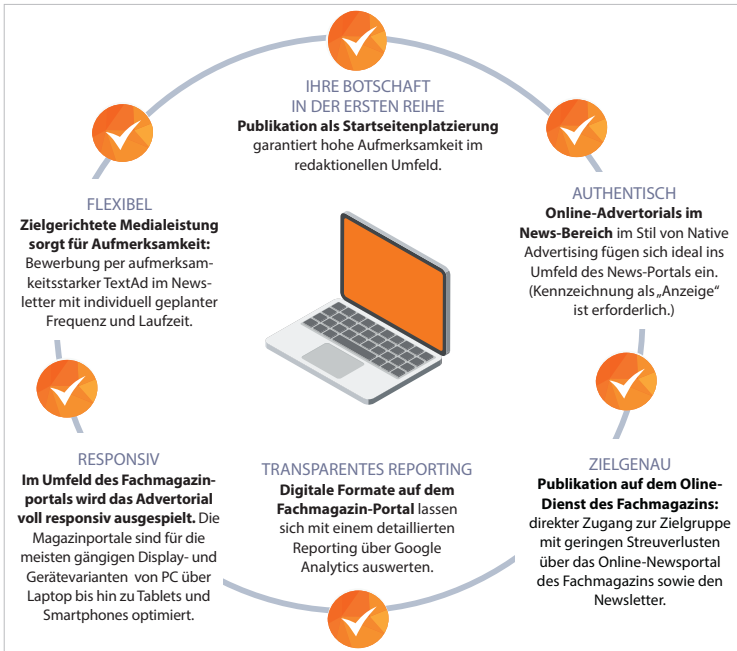 IHRE BOTSCHAFT
IN DER ERSTEN REIHE
Publikation als Startseitenplatzierung
garantiert hohe Aufmerksamkeit im
redaktionellen Umfeld.
FLEXIBEL
Zielgerichtete Medialeistung
sorgt für Aufmerksamkeit:
Bewerbung per aufmerksam-
keitsstarker TextAd im News-
letter mit individuell geplanter
Frequenz und Laufzeit.
AUTHENTISCH
Online-Advertorials im
News-Bereich im Stil von Native
Advertising fügen sich ideal ins
Umfeld des News-Portals ein.
(Kennzeichnung als „Anzeige“
ist erforderlich.)
RESPONSIV
Im Umfeld des Fachmagazin-
portals wird das Advertorial
voll responsiv ausgespielt. Die
Magazinportale sind für die
meisten gängigen Display- und
Gerätevarianten von PC über
Laptop bis hin zu Tablets und
Smartphones optimiert.
TRANSPARENTES REPORTING
Digitale Formate auf dem
Fachmagazin-Portal lassen
sich mit einem detaillierten
Reporting über Google
Analytics auswerten.
ZIELGENAU
Publikation auf dem Oline-
Dienst des Fachmagazins:
direkter Zugang zur Zielgruppe
mit geringen Streuverlusten
über das Online-Newsportal
des Fachmagazins sowie den
Newsletter.